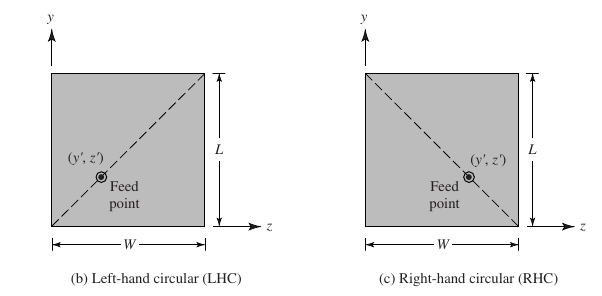 y
y
(y', z')
(y', z')
L
L
Feed
point
Feed
point
z
z
W
W
(b) Left-hand circular (LHC)
(c) Right-hand circular (RHC)